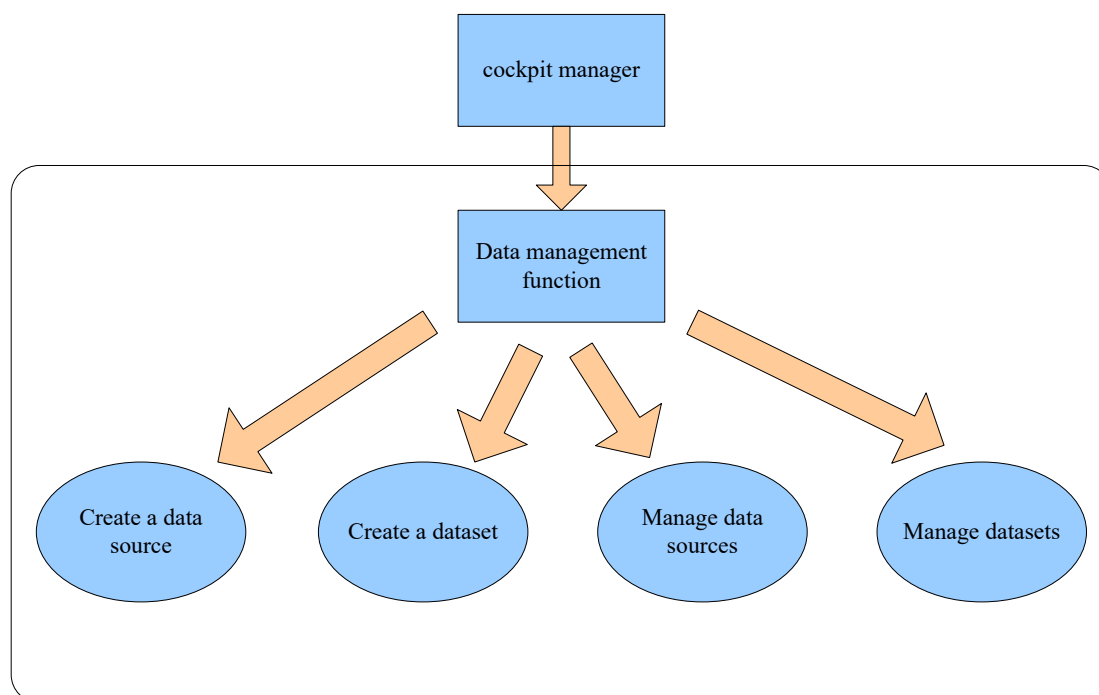 cockpit manager
Data management
function
Create a data
source
Create a dataset
Manage data
sources
Manage datasets